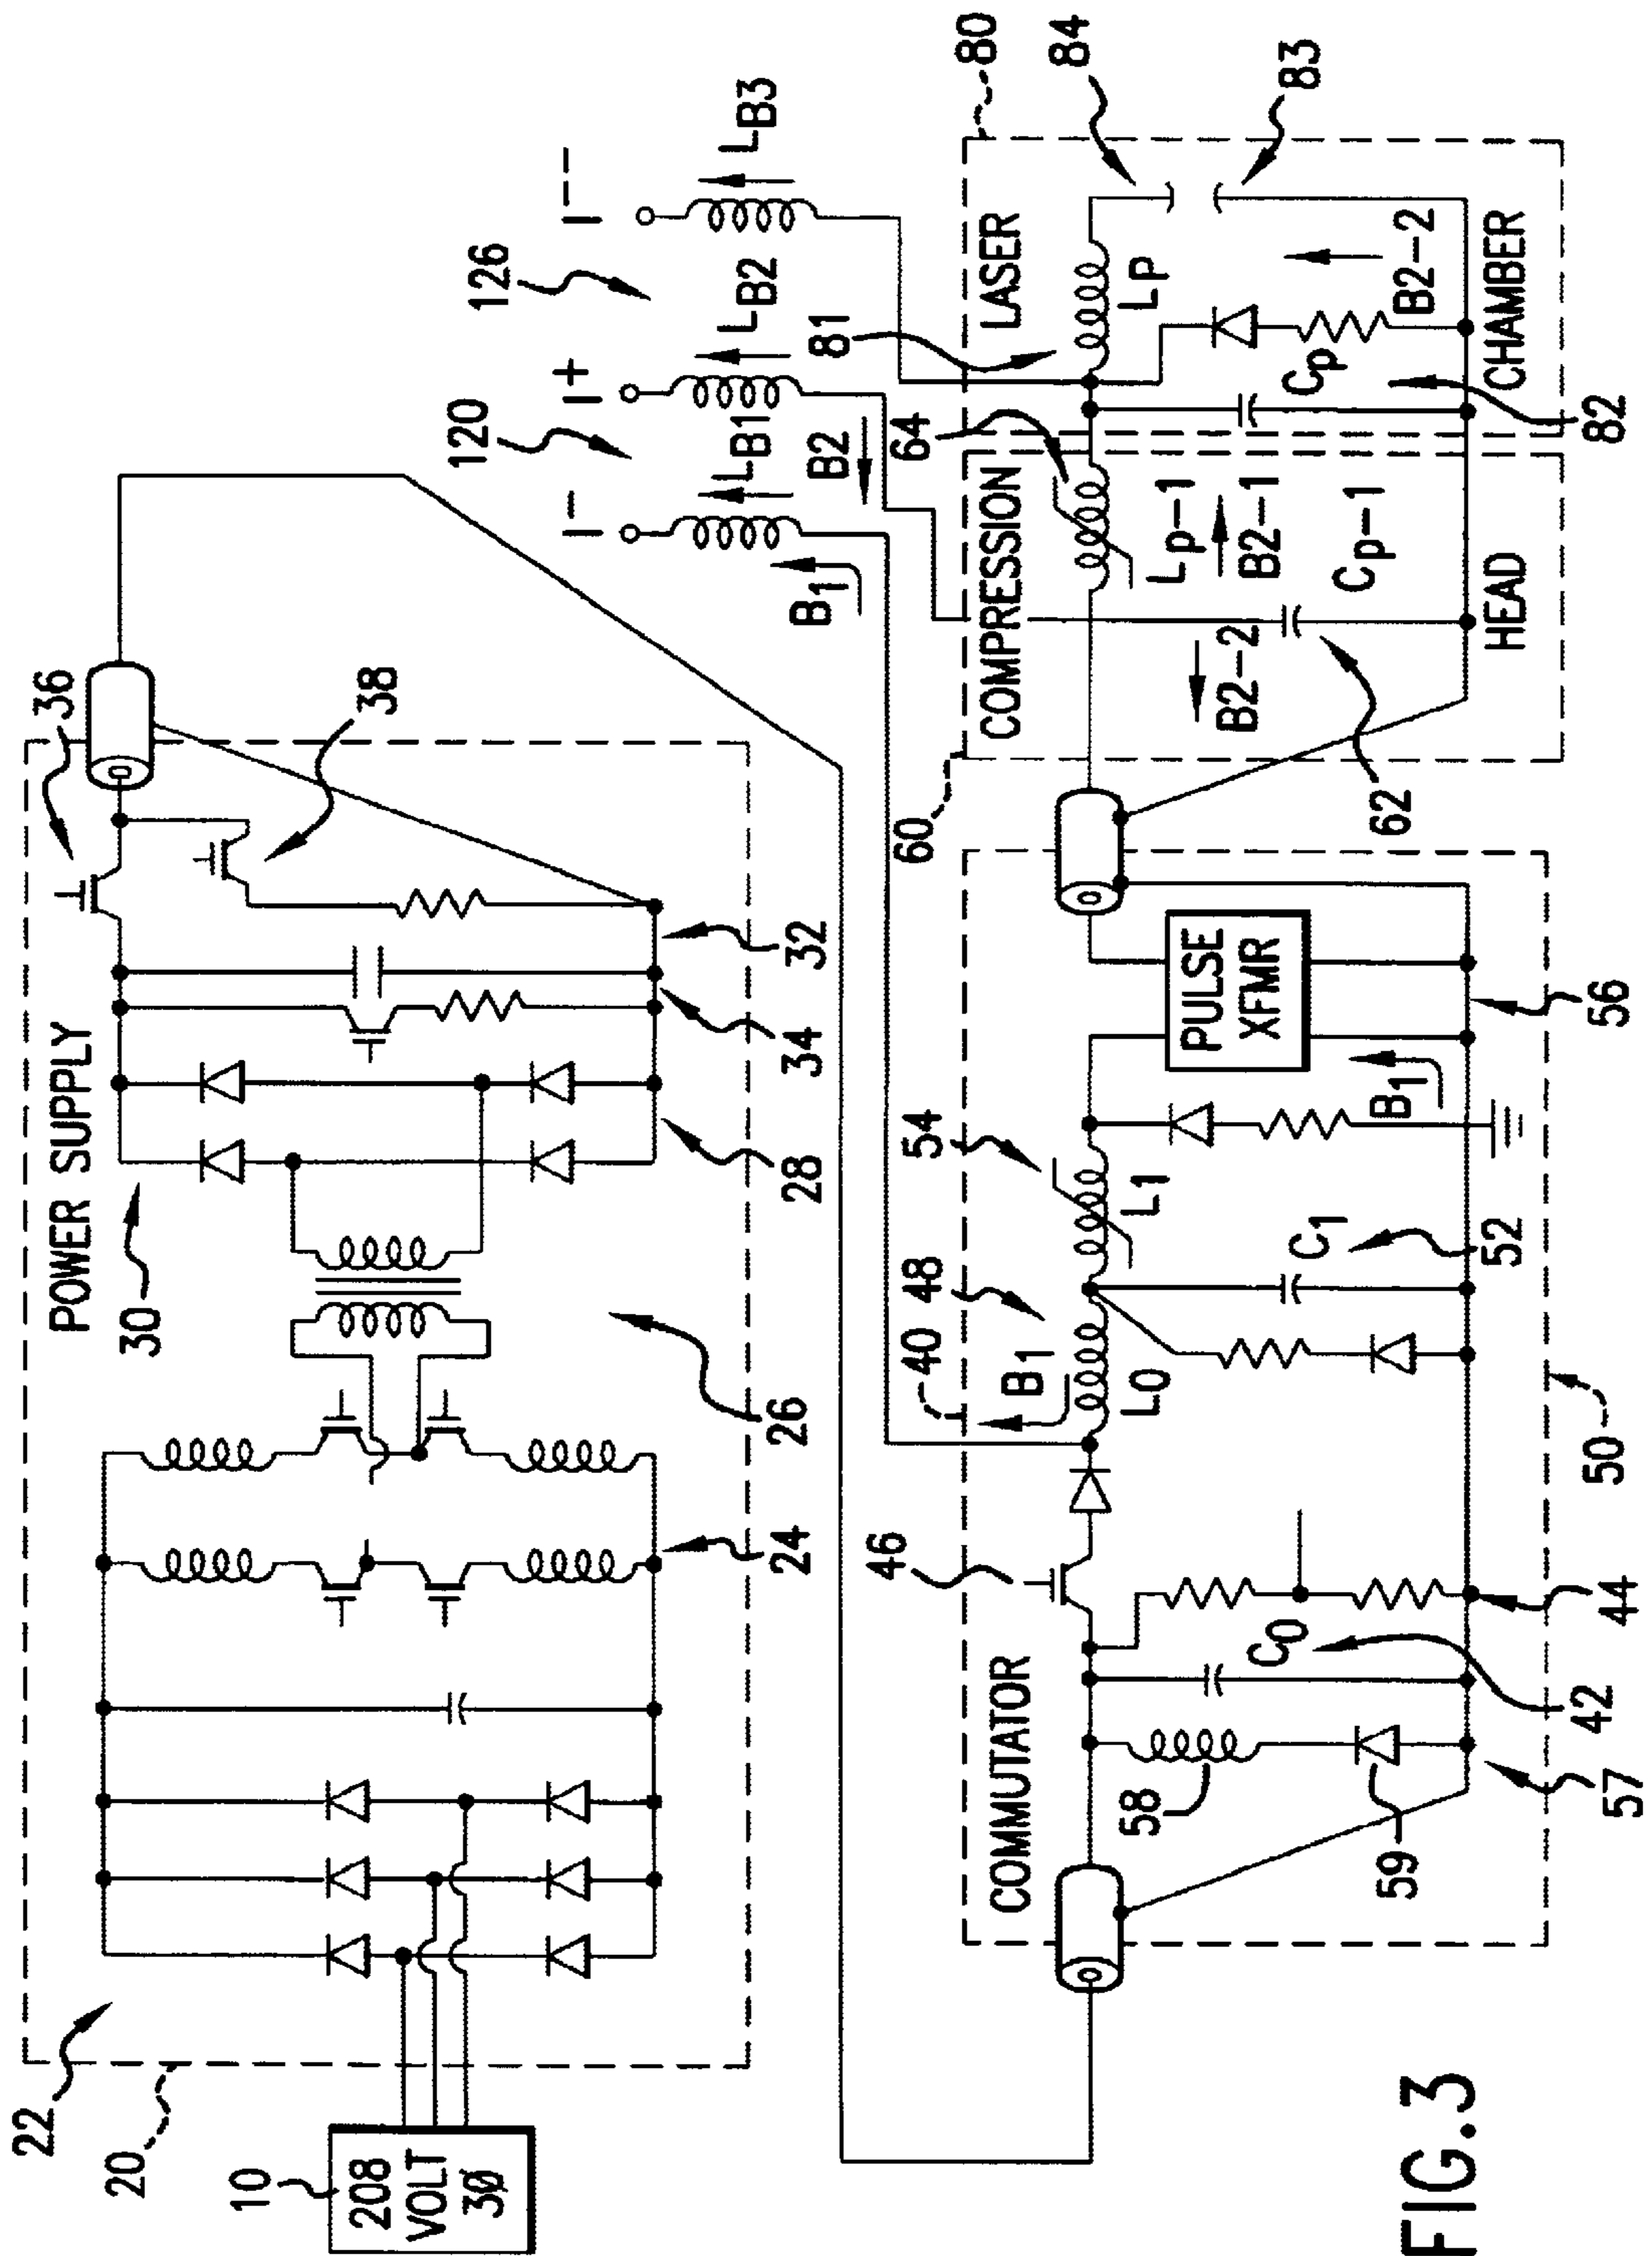 POWER SUPPLY
36
38
30
32
34
28
26
24
22
20
10
208
VOLT
3Ø
I-
I+
I--
120
126
LB1
LB2
LB3
B1
B2
COMMUTATOR
40
B1
48
54
46
L0
L1
C0
C1
B1
PULSE
XFMR
58
59
57
42
44
50
52
56
60
COMPRESSION
HEAD
64
Lp-1
B2-1
Cp-1
B2-2
62
80
LASER
CHAMBER
81
LP
84
83
Cp
B2-2
82
FIG.3